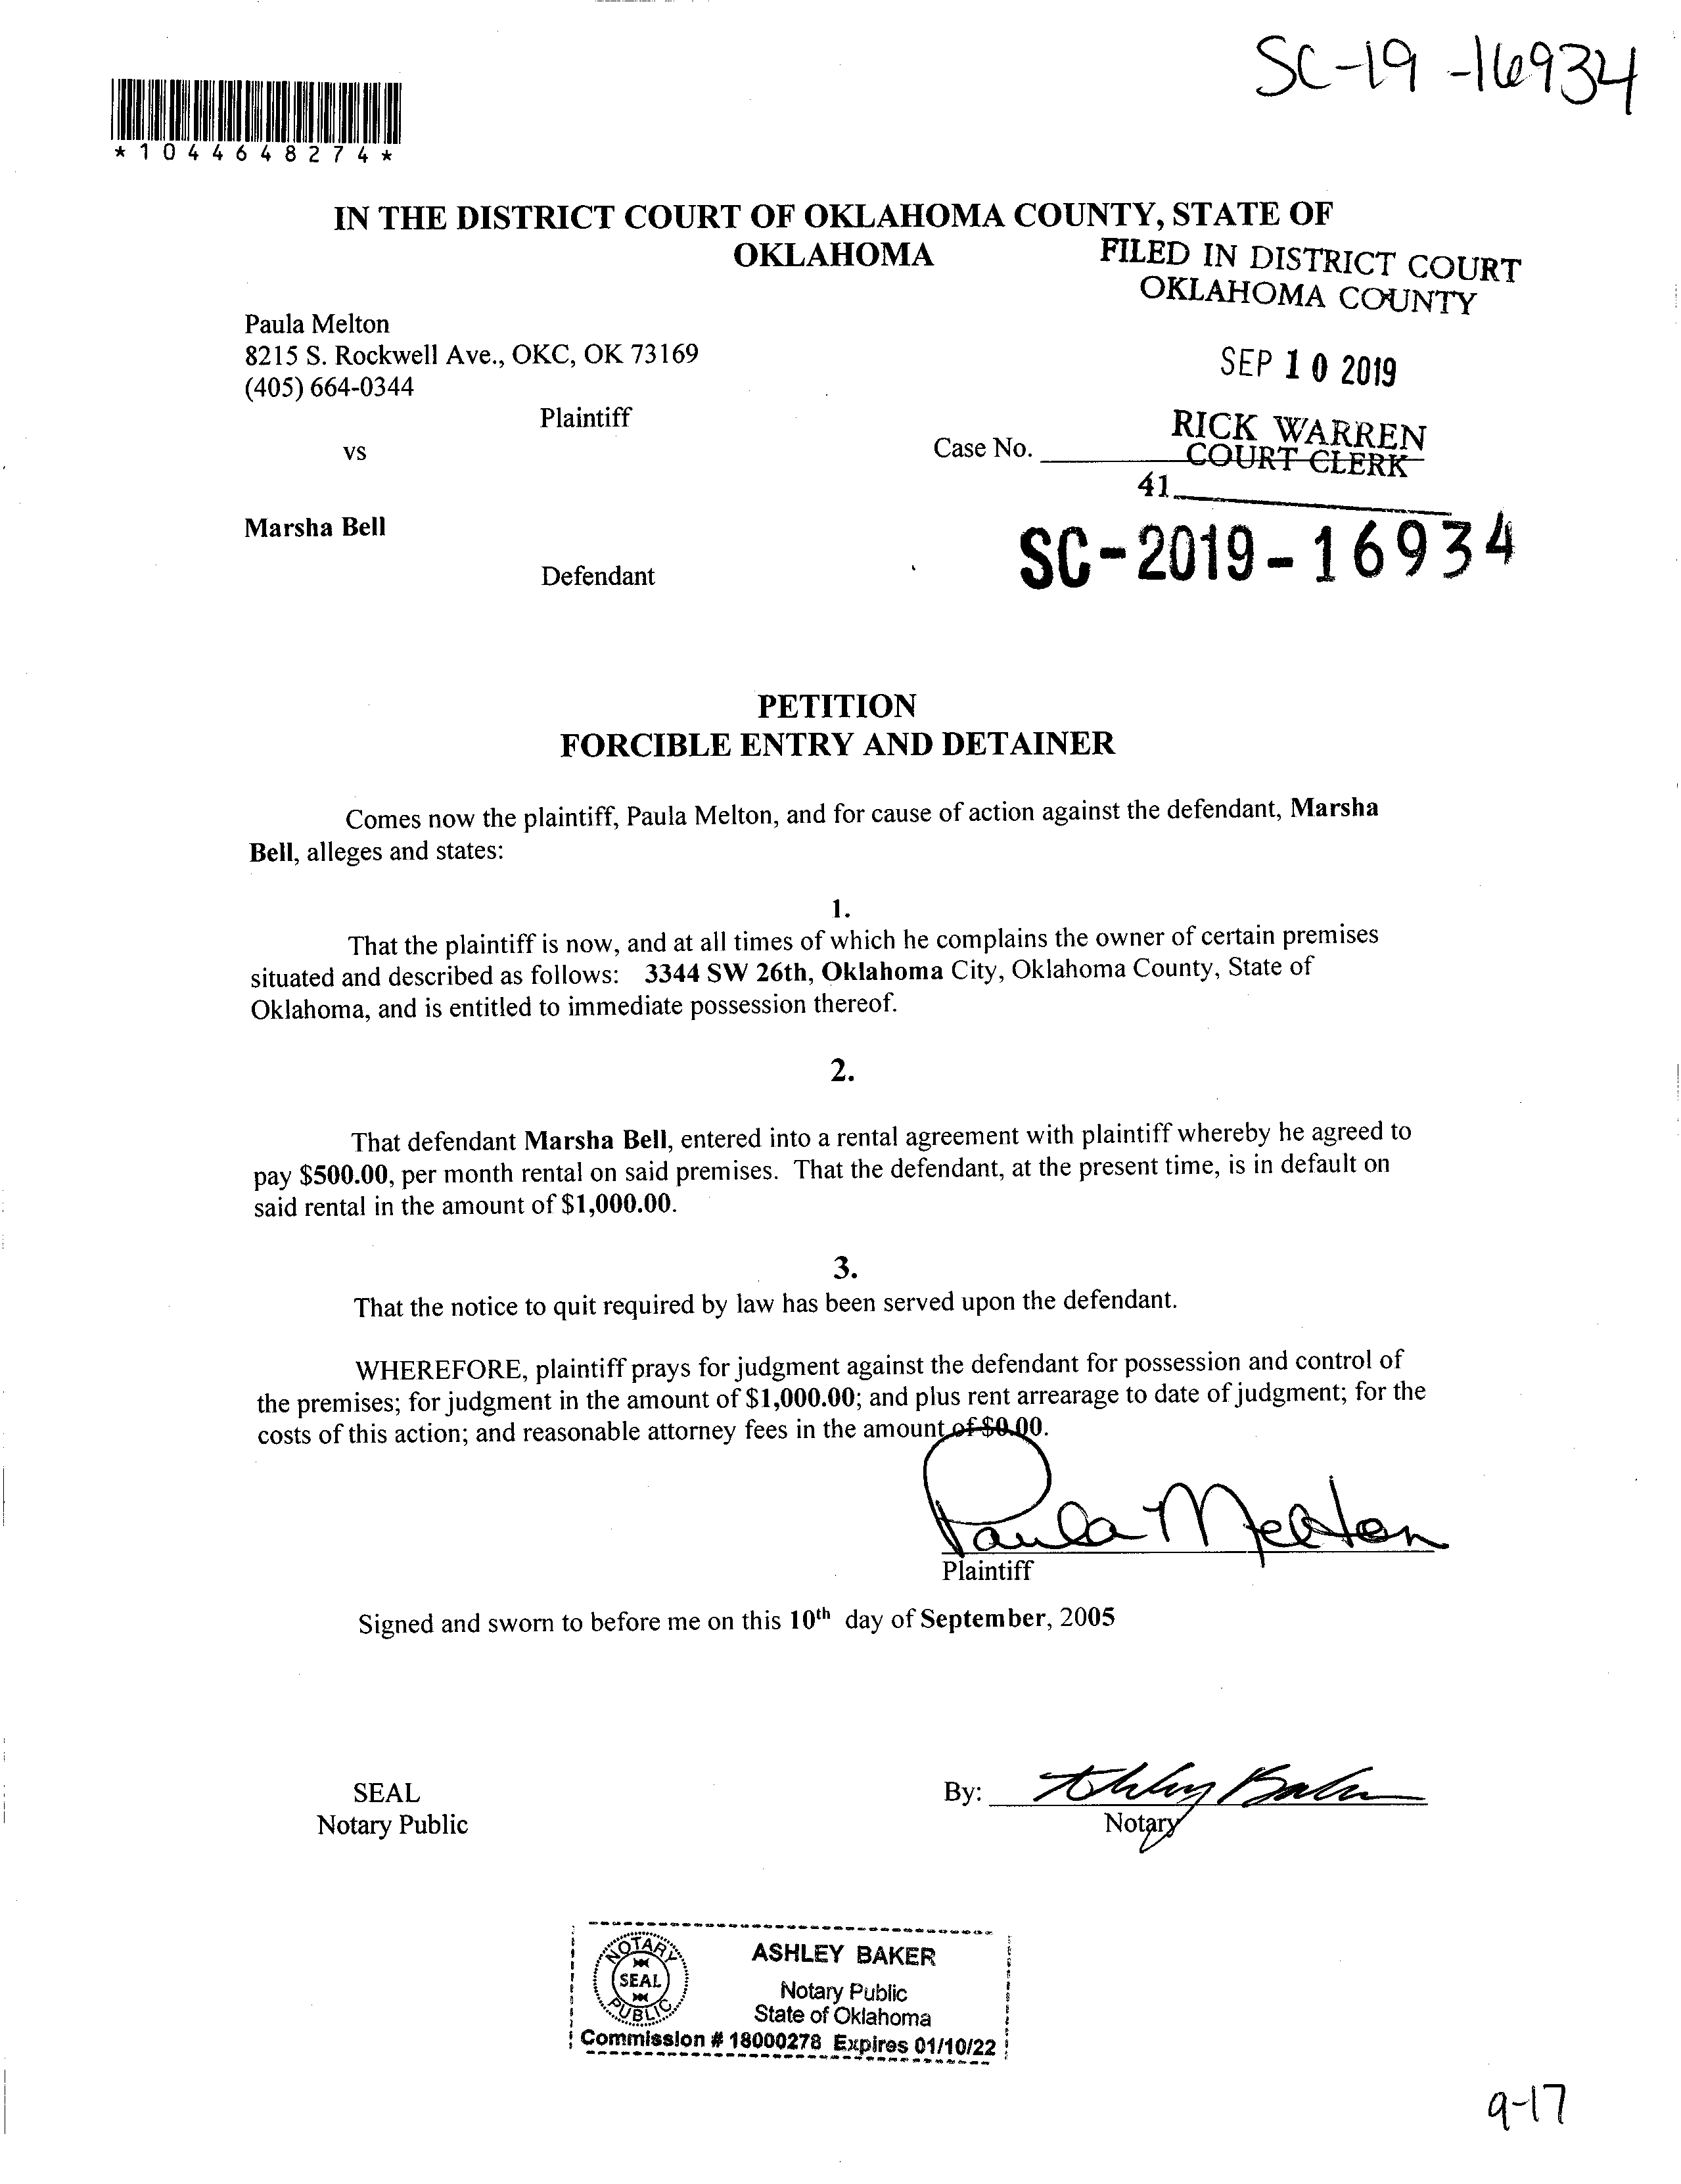 SC-19-16934
*1044648274*
IN THE DISTRICT COURT OF OKLAHOMA COUNTY, STATE OF
OKLAHOMA
FILED IN DISTRICT COURT
OKLAHOMA COUNTY
Paula Melton
8215 S. Rockwell Ave., OKC, OK 73169
(405) 664-0344
SEP 10 2019
Plaintiff
RICK WARREN
COURT CLERK
vs
Case No.
41
Marsha Bell
SC-2019-16934
Defendant
PETITION
FORCIBLE ENTRY AND DETAINER
Comes now the plaintiff, Paula Melton, and for cause of action against the defendant, Marsha
Bell, alleges and states:
1.
That the plaintiff is now, and at all times of which he complains the owner of certain premises
situated and described as follows: 3344 SW 26th, Oklahoma City, Oklahoma County, State of
Oklahoma, and is entitled to immediate possession thereof.
2.
That defendant Marsha Bell, entered into a rental agreement with plaintiff whereby he agreed to
pay $500.00, per month rental on said premises. That the defendant, at the present time, is in default on
said rental in the amount of $1,000.00.
3.
That the notice to quit required by law has been served upon the defendant.
WHEREFORE, plaintiff prays for judgment against the defendant for possession and control of
the premises; for judgment in the amount of $1,000.00; and plus rent arrearage to date of judgment; for the
costs of this action; and reasonable attorney fees in the amount of $0.00.
Paula Melton
Plaintiff
Signed and sworn to before me on this 10th day of September, 2005
SEAL
Notary Public
By: Ashley Baker
Notary
NOTARY
SEAL
PUBLIC
ASHLEY BAKER
Notary Public
State of Oklahoma
Commission # 18000278 Expires 01/10/22
9-17